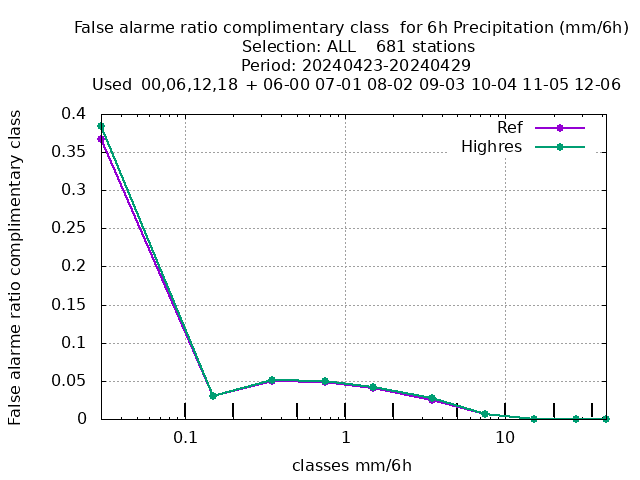 False alarme ratio complimentary class  for 6h Precipitation (mm/6h)
Selection: ALL    681 stations
Period: 20240423-20240429
Used  00,06,12,18  + 06-00 07-01 08-02 09-03 10-04 11-05 12-06
False alarme ratio complimentary class
0.4
0.35
0.3
0.25
0.2
0.15
0.1
0.05
0
Ref
Highres
0.1
1
10
classes mm/6h